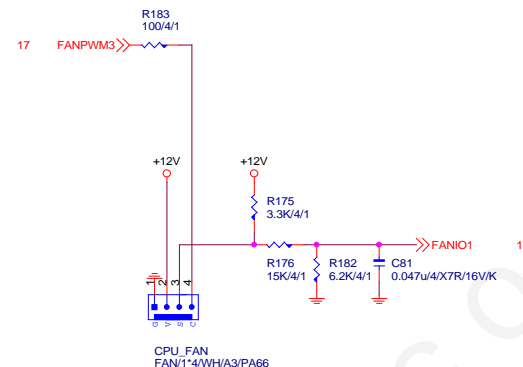 R183
100/4/1
17 FANPWM3
+12V +12V
R175
3.3K/4/1
FANIO1 1
R176 R182 C81
15K/4/1 6.2K/4/1 0.047u/4/X7R/16V/K
1 2 3 4
G V S C
CPU_FAN
FAN/1*4/WH/A3/PA66